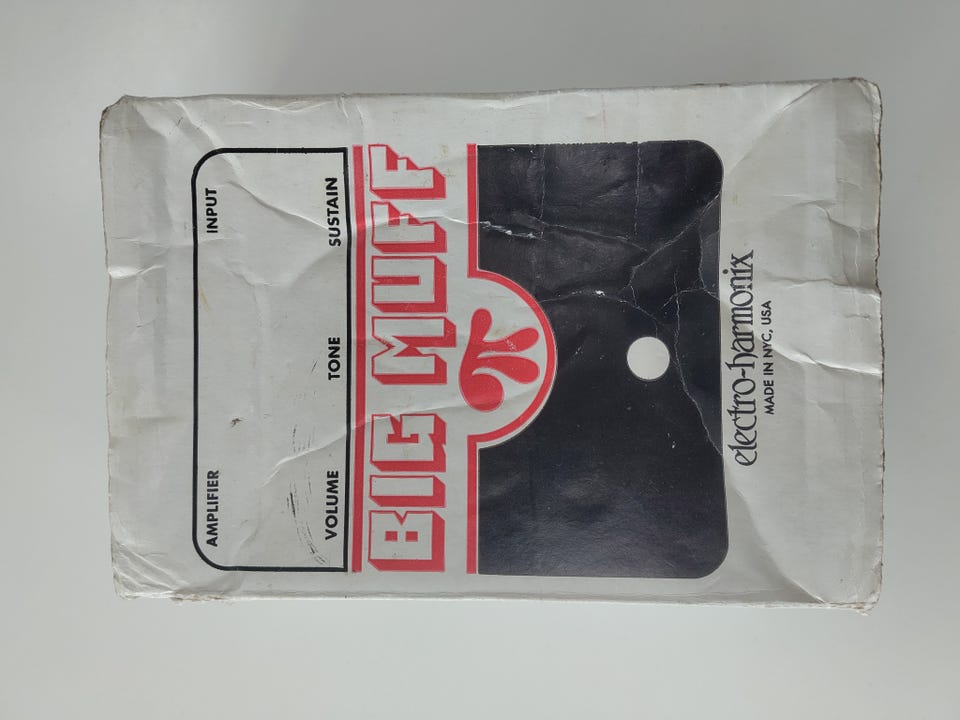 AMPLIFIER INPUT
VOLUME TONE SUSTAIN
BIG MUFF
electro-harmonix
MADE IN NYC, USA